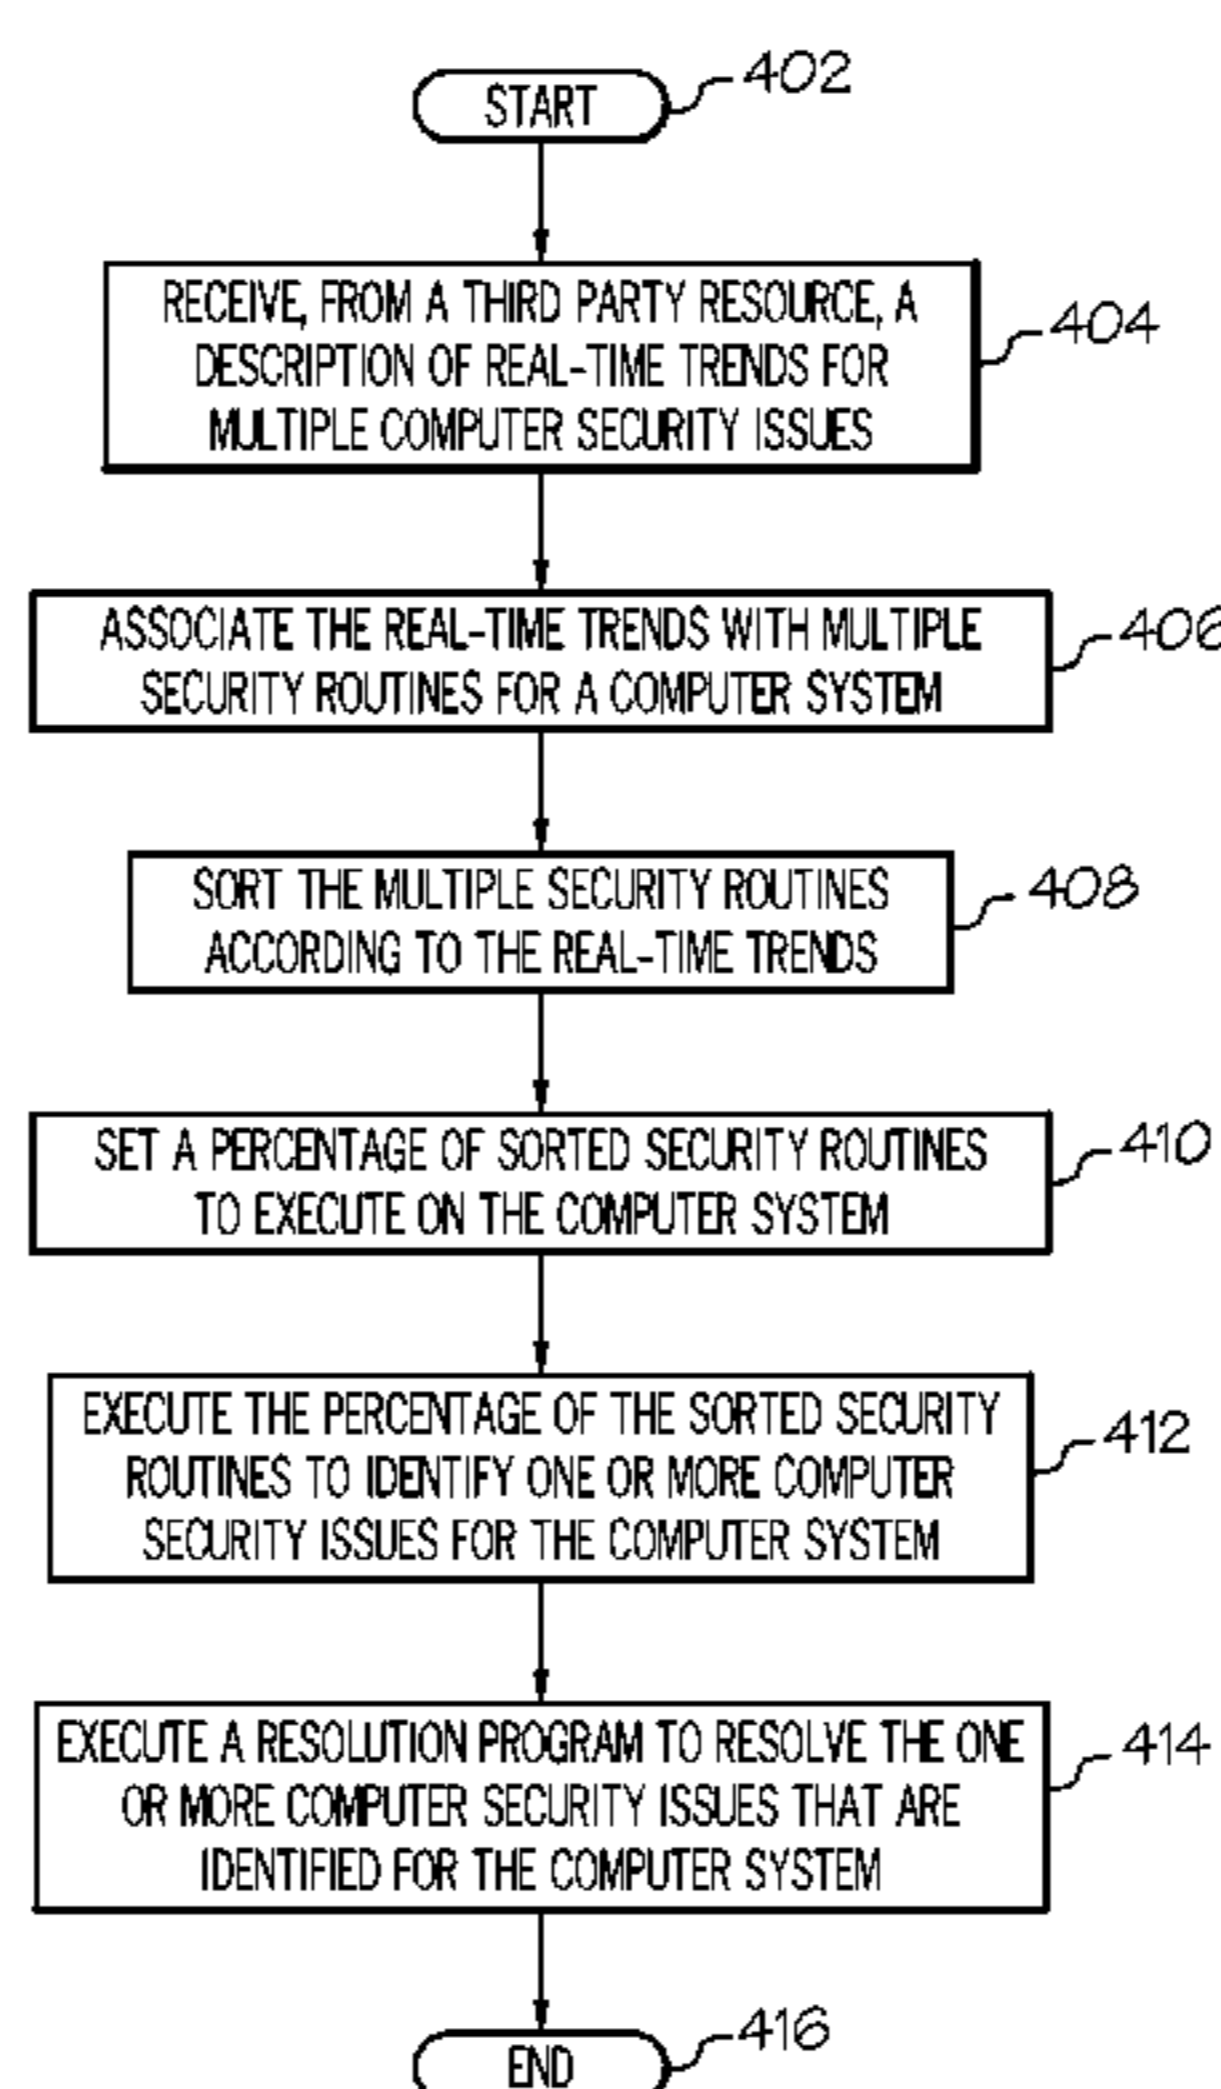 START
402
RECEIVE, FROM A THIRD PARTY RESOURCE, A
DESCRIPTION OF REAL-TIME TRENDS FOR
MULTIPLE COMPUTER SECURITY ISSUES
404
ASSOCIATE THE REAL-TIME TRENDS WITH MULTIPLE
SECURITY ROUTINES FOR A COMPUTER SYSTEM
406
SORT THE MULTIPLE SECURITY ROUTINES
ACCORDING TO THE REAL-TIME TRENDS
408
SET A PERCENTAGE OF SORTED SECURITY ROUTINES
TO EXECUTE ON THE COMPUTER SYSTEM
410
EXECUTE THE PERCENTAGE OF THE SORTED SECURITY
ROUTINES TO IDENTIFY ONE OR MORE COMPUTER
SECURITY ISSUES FOR THE COMPUTER SYSTEM
412
EXECUTE A RESOLUTION PROGRAM TO RESOLVE THE ONE
OR MORE COMPUTER SECURITY ISSUES THAT ARE
IDENTIFIED FOR THE COMPUTER SYSTEM
414
END
416